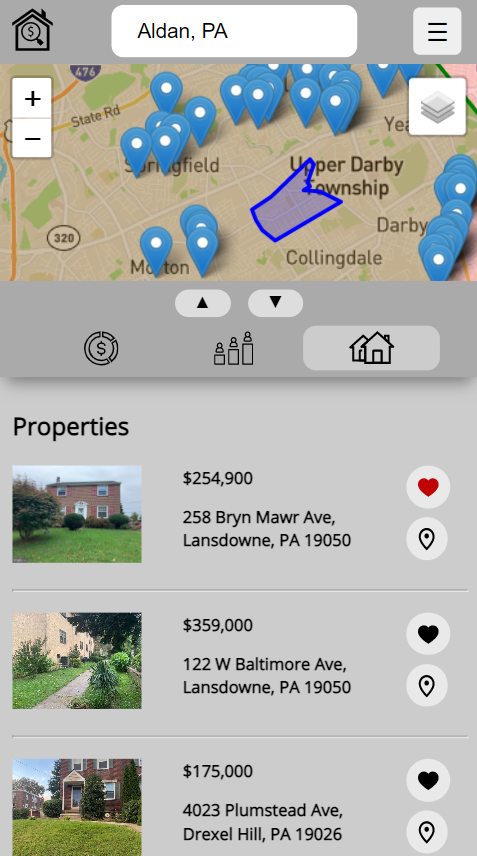 $
Aldan, PA
☰
+
−
476
State Rd
Springfield
Upper Darby
Township
Yea
320
Darby
Morton
Collingdale
▲ ▼
$
Properties
$254,900
258 Bryn Mawr Ave,
Lansdowne, PA 19050
$359,000
122 W Baltimore Ave,
Lansdowne, PA 19050
$175,000
4023 Plumstead Ave,
Drexel Hill, PA 19026